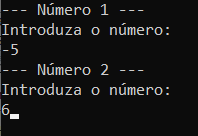 --- Número 1 ---
Introduza o número:
-5
--- Número 2 ---
Introduza o número:
6